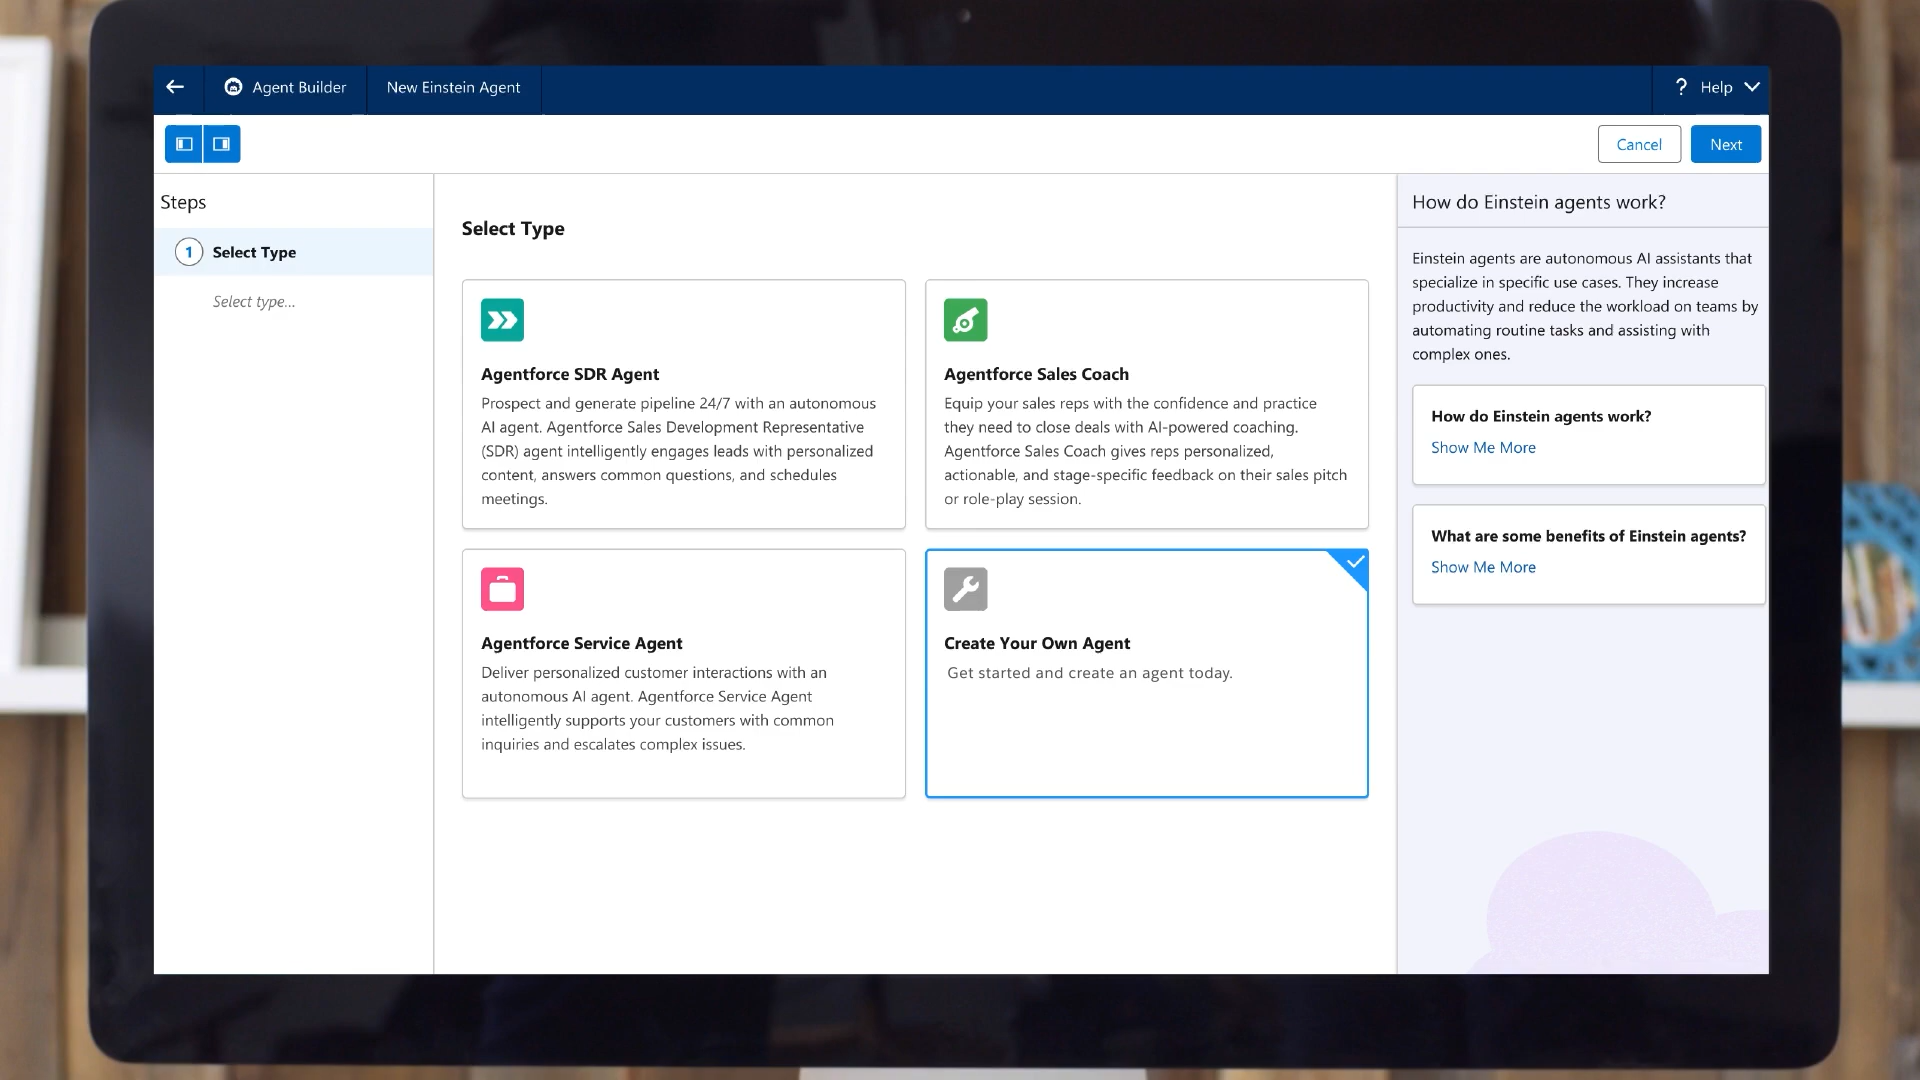 Agent Builder
New Einstein Agent
? Help
Cancel
Next
Steps
1 Select Type
Select type...
Select Type
Agentforce SDR Agent
Prospect and generate pipeline 24/7 with an autonomous
AI agent. Agentforce Sales Development Representative
(SDR) agent intelligently engages leads with personalized
content, answers common questions, and schedules
meetings.
Agentforce Sales Coach
Equip your sales reps with the confidence and practice
they need to close deals with AI-powered coaching.
Agentforce Sales Coach gives reps personalized,
actionable, and stage-specific feedback on their sales pitch
or role-play session.
Agentforce Service Agent
Deliver personalized customer interactions with an
autonomous AI agent. Agentforce Service Agent
intelligently supports your customers with common
inquiries and escalates complex issues.
Create Your Own Agent
Get started and create an agent today.
How do Einstein agents work?
Einstein agents are autonomous AI assistants that
specialize in specific use cases. They increase
productivity and reduce the workload on teams by
automating routine tasks and assisting with
complex ones.
How do Einstein agents work?
Show Me More
What are some benefits of Einstein agents?
Show Me More